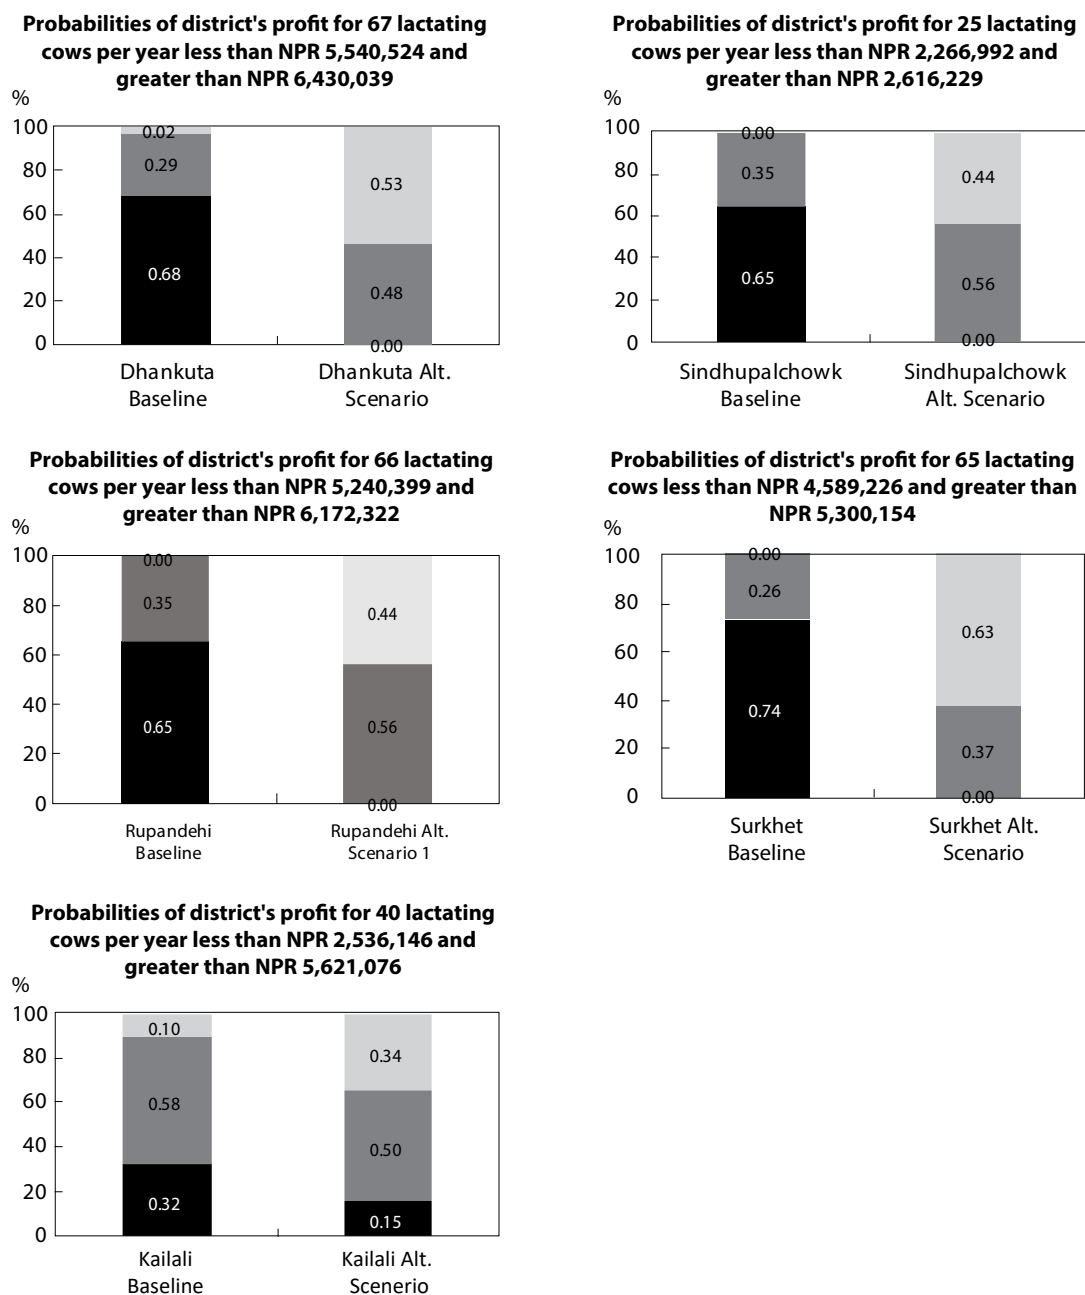 Probabilities of district's profit for 67 lactating
cows per year less than NPR 5,540,524 and
greater than NPR 6,430,039
%
100
80
60
40
20
0
0.02
0.29
0.68
0.53
0.48
0.00
Dhankuta
Baseline
Dhankuta Alt.
Scenario
Probabilities of district's profit for 25 lactating
cows per year less than NPR 2,266,992 and
greater than NPR 2,616,229
%
100
80
60
40
20
0
0.00
0.35
0.65
0.44
0.56
0.00
Sindhupalchowk
Baseline
Sindhupalchowk
Alt. Scenario
Probabilities of district's profit for 66 lactating
cows per year less than NPR 5,240,399 and
greater than NPR 6,172,322
%
100
80
60
40
20
0
0.00
0.35
0.65
0.44
0.56
0.00
Rupandehi
Baseline
Rupandehi Alt.
Scenario 1
Probabilities of district's profit for 65 lactating
cows less than NPR 4,589,226 and greater than
NPR 5,300,154
%
100
80
60
40
20
0
0.00
0.26
0.74
0.63
0.37
0.00
Surkhet
Baseline
Surkhet Alt.
Scenario
Probabilities of district's profit for 40 lactating
cows per year less than NPR 2,536,146 and
greater than NPR 5,621,076
%
100
80
60
40
20
0
0.10
0.58
0.32
0.34
0.50
0.15
Kailali
Baseline
Kailali Alt.
Scenerio